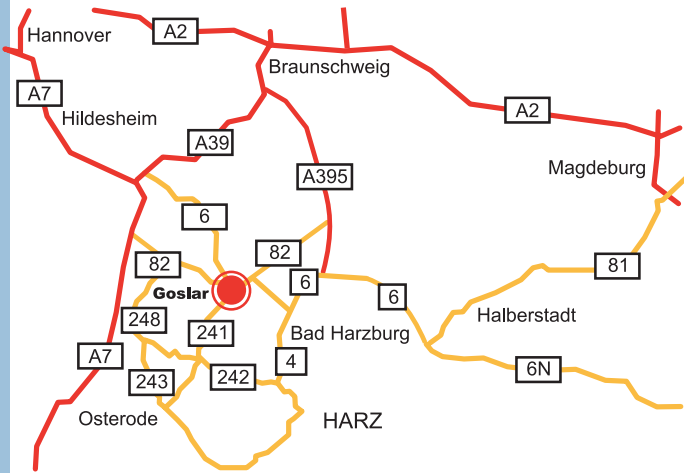 Hannover
A2
Braunschweig
A7
Hildesheim
A2
A39
Magdeburg
A395
6
82
82
81
Goslar
6
6
248
241
Bad Harzburg
Halberstadt
A7
4
243
242
6N
Osterode
HARZ